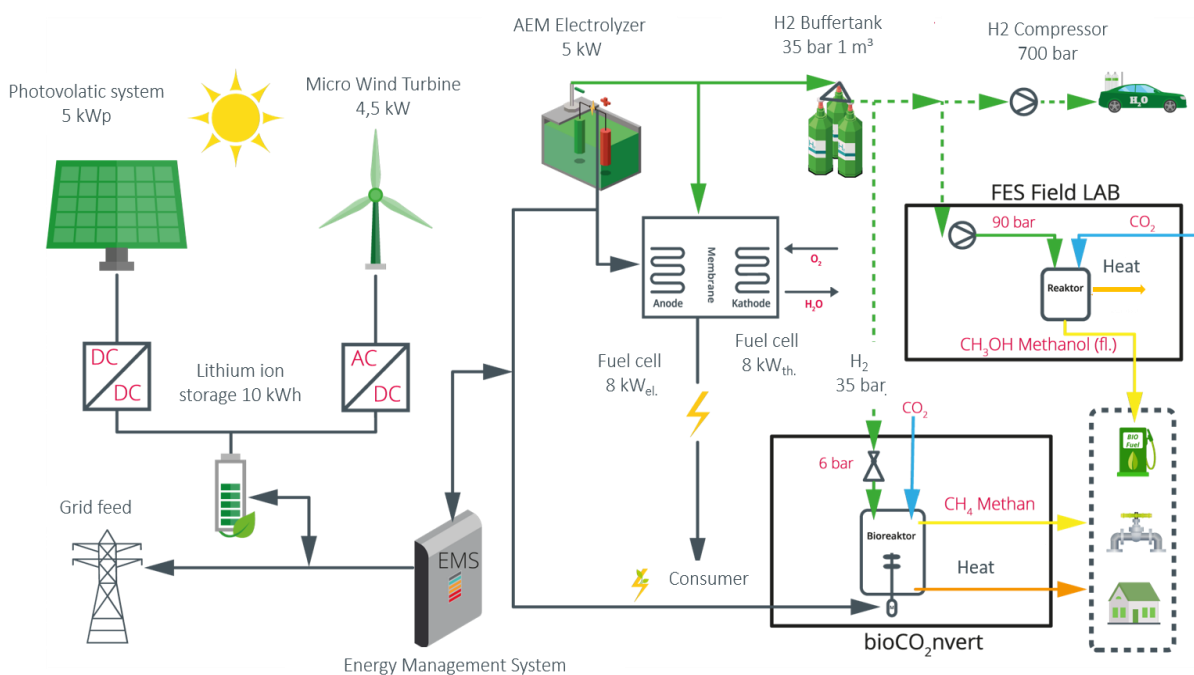 AEM Electrolyzer
5 kW
H2 Buffertank
35 bar 1 m³
H2 Compressor
700 bar
Photovolatic system
5 kWp
Micro Wind Turbine
4,5 kW
H₂O
FES Field LAB
90 bar
CO₂
Heat
Reaktor
CH₃OH Methanol (fl.)
Membrane
Anode
Kathode
O₂
H₂O
DC
DC
AC
DC
Lithium ion
storage 10 kWh
Fuel cell
8 kWel.
Fuel cell
8 kWth.
H₂
35 bar
CO₂
BIO
Fuel
6 bar
CH₄ Methan
Bioreaktor
Heat
Grid feed
EMS
Consumer
bioCO₂nvert
Energy Management System